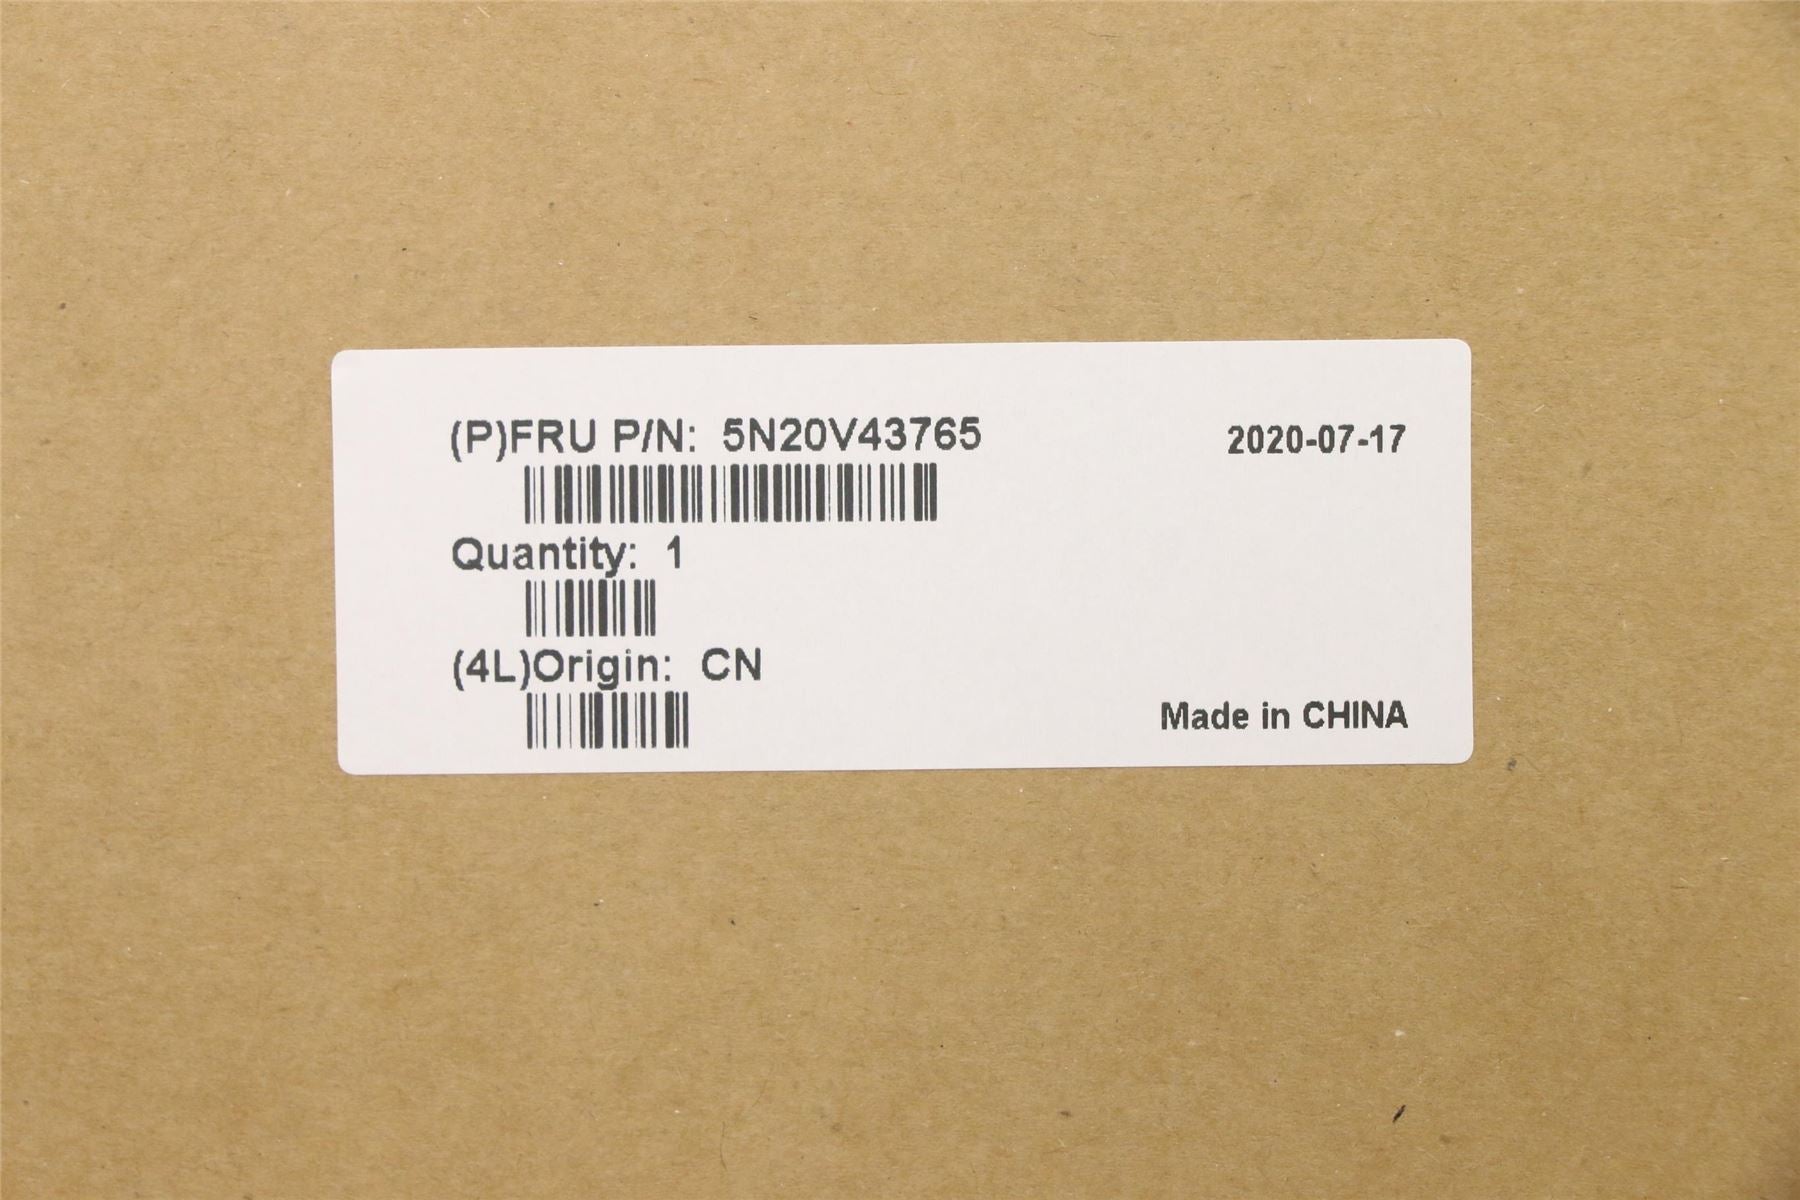 (P)FRU P/N: 5N20V43765
2020-07-17
Quantity: 1
(4L)Origin: CN
Made in CHINA